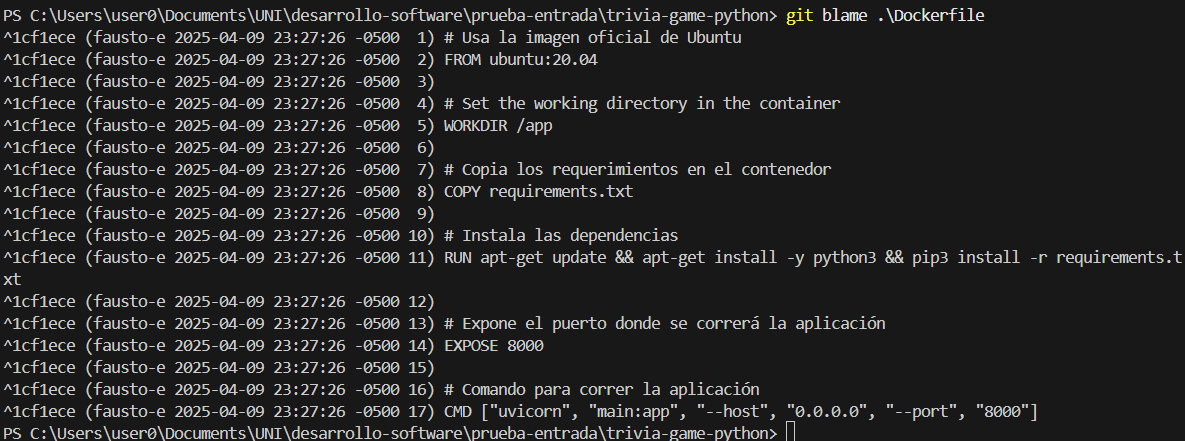 PS C:\Users\user0\Documents\UNI\desarrollo-software\prueba-entrada\trivia-game-python> git blame .\Dockerfile
^1cf1ece (fausto-e 2025-04-09 23:27:26 -0500  1) # Usa la imagen oficial de Ubuntu
^1cf1ece (fausto-e 2025-04-09 23:27:26 -0500  2) FROM ubuntu:20.04
^1cf1ece (fausto-e 2025-04-09 23:27:26 -0500  3)
^1cf1ece (fausto-e 2025-04-09 23:27:26 -0500  4) # Set the working directory in the container
^1cf1ece (fausto-e 2025-04-09 23:27:26 -0500  5) WORKDIR /app
^1cf1ece (fausto-e 2025-04-09 23:27:26 -0500  6)
^1cf1ece (fausto-e 2025-04-09 23:27:26 -0500  7) # Copia los requerimientos en el contenedor
^1cf1ece (fausto-e 2025-04-09 23:27:26 -0500  8) COPY requirements.txt
^1cf1ece (fausto-e 2025-04-09 23:27:26 -0500  9)
^1cf1ece (fausto-e 2025-04-09 23:27:26 -0500 10) # Instala las dependencias
^1cf1ece (fausto-e 2025-04-09 23:27:26 -0500 11) RUN apt-get update && apt-get install -y python3 && pip3 install -r requirements.t
xt
^1cf1ece (fausto-e 2025-04-09 23:27:26 -0500 12)
^1cf1ece (fausto-e 2025-04-09 23:27:26 -0500 13) # Expone el puerto donde se correrá la aplicación
^1cf1ece (fausto-e 2025-04-09 23:27:26 -0500 14) EXPOSE 8000
^1cf1ece (fausto-e 2025-04-09 23:27:26 -0500 15)
^1cf1ece (fausto-e 2025-04-09 23:27:26 -0500 16) # Comando para correr la aplicación
^1cf1ece (fausto-e 2025-04-09 23:27:26 -0500 17) CMD ["uvicorn", "main:app", "--host", "0.0.0.0", "--port", "8000"]
PS C:\Users\user0\Documents\UNI\desarrollo-software\prueba-entrada\trivia-game-python>